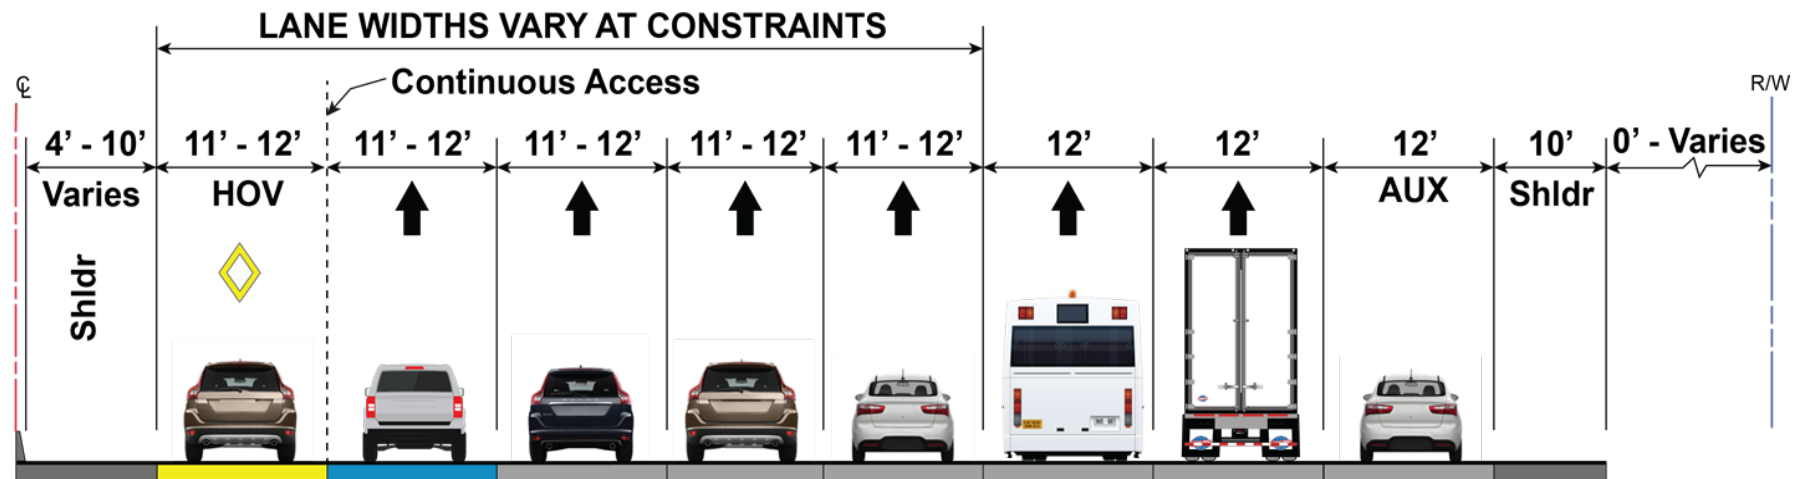 LANE WIDTHS VARY AT CONSTRAINTS
Continuous Access
℄
R/W
4’ - 10’
11’ - 12’
11’ - 12’
11’ - 12’
11’ - 12’
11’ - 12’
12’
12’
12’
10’
0’ - Varies
Varies
HOV
AUX
Shldr
Shldr